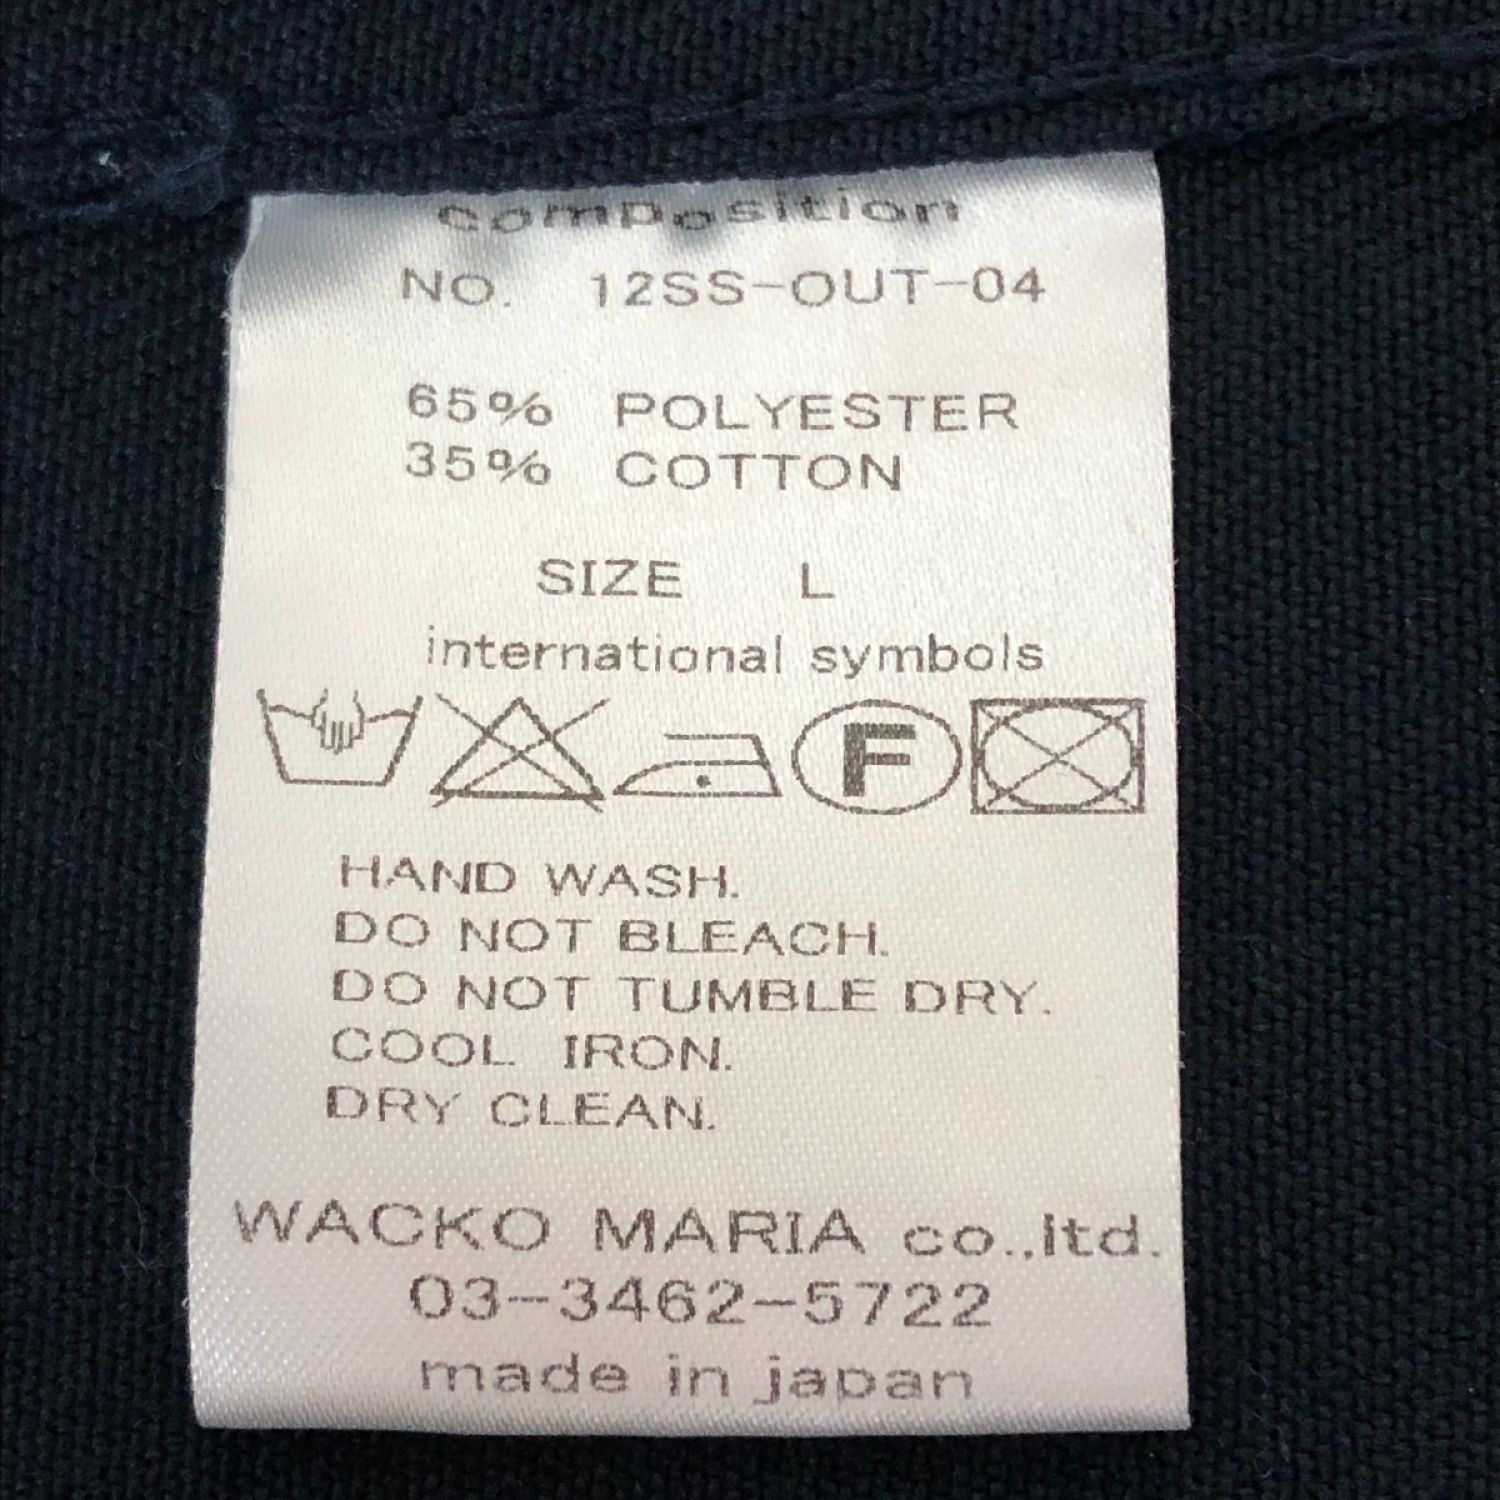 composition
NO. 12SS-OUT-04
65% POLYESTER
35% COTTON
SIZE L
international symbols
F
HAND WASH.
DO NOT BLEACH.
DO NOT TUMBLE DRY.
COOL IRON.
DRY CLEAN.
WACKO MARIA co.,ltd.
03-3462-5722
made in japan